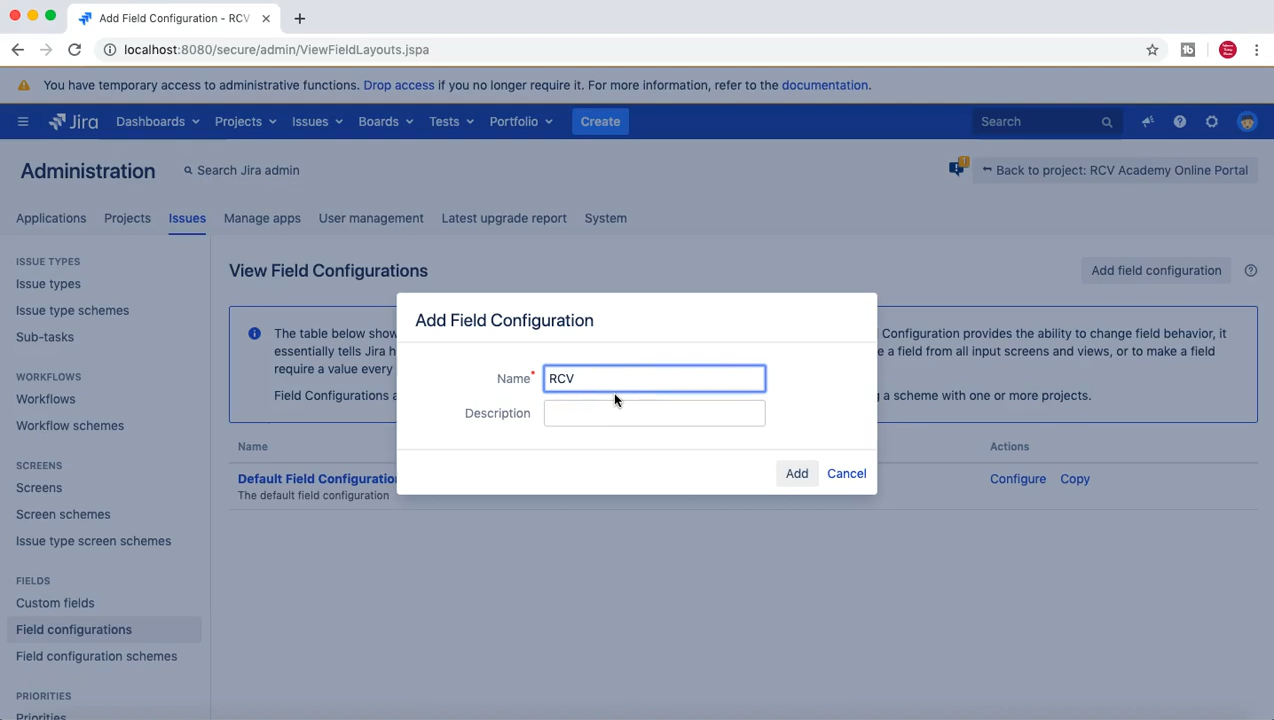 Add Field Configuration - RCV
localhost:8080/secure/admin/ViewFieldLayouts.jspa
You have temporary access to administrative functions. Drop access if you no longer require it. For more information, refer to the documentation.
Jira Dashboards Projects Issues Boards Tests Portfolio Create Search
Administration Search Jira admin Back to project: RCV Academy Online Portal
Applications Projects Issues Manage apps User management Latest upgrade report System
ISSUE TYPES
Issue types
Issue type schemes
Sub-tasks
WORKFLOWS
Workflows
Workflow schemes
SCREENS
Screens
Screen schemes
Issue type screen schemes
FIELDS
Custom fields
Field configurations
Field configuration schemes
PRIORITIES
Priorities
View Field Configurations Add field configuration
The table below show Configuration provides the ability to change field behavior, it
essentially tells Jira h e a field from all input screens and views, or to make a field
require a value every
Field Configurations a g a scheme with one or more projects.
Name Actions
Default Field Configuration Configure Copy
The default field configuration
Add Field Configuration
Name* RCV
Description
Add Cancel